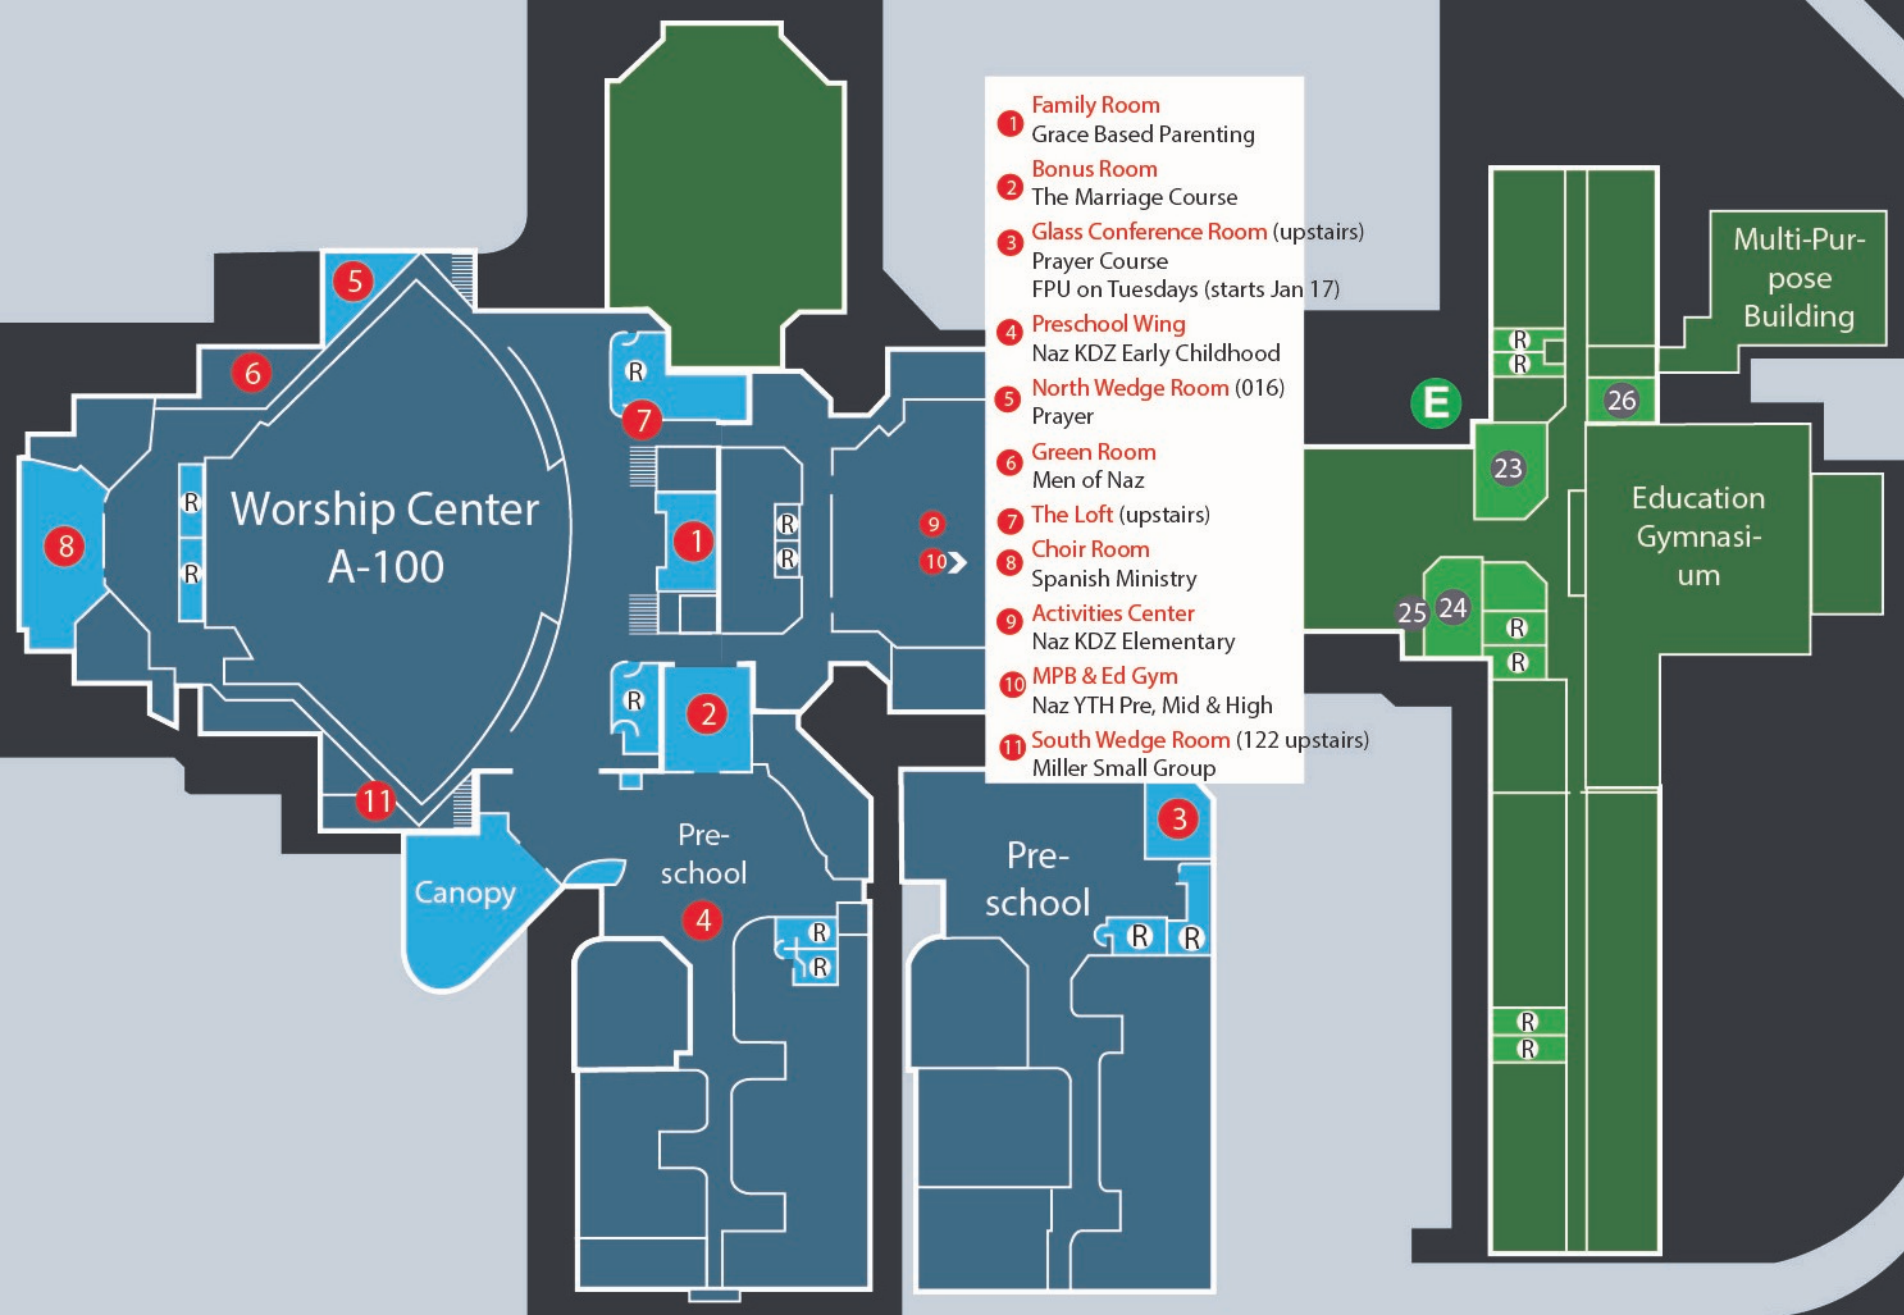 1
Family Room
Grace Based Parenting
2
Bonus Room
The Marriage Course
3
Glass Conference Room (upstairs)
Prayer Course
FPU on Tuesdays (starts Jan 17)
4
Preschool Wing
Naz KDZ Early Childhood
5
North Wedge Room (016)
Prayer
6
Green Room
Men of Naz
7
The Loft (upstairs)
8
Choir Room
Spanish Ministry
9
Activities Center
Naz KDZ Elementary
10
MPB & Ed Gym
Naz YTH Pre, Mid & High
11
South Wedge Room (122 upstairs)
Miller Small Group
Multi-Pur-
pose
Building
5
R
R
R
6
E
26
7
23
R
Worship Center
A-100
8
R
1
R
R
9
10
Education
Gymnasi-
um
25
24
R
R
R
2
11
3
Pre-
school
Pre-
school
Canopy
4
R
R
R
R
R
R